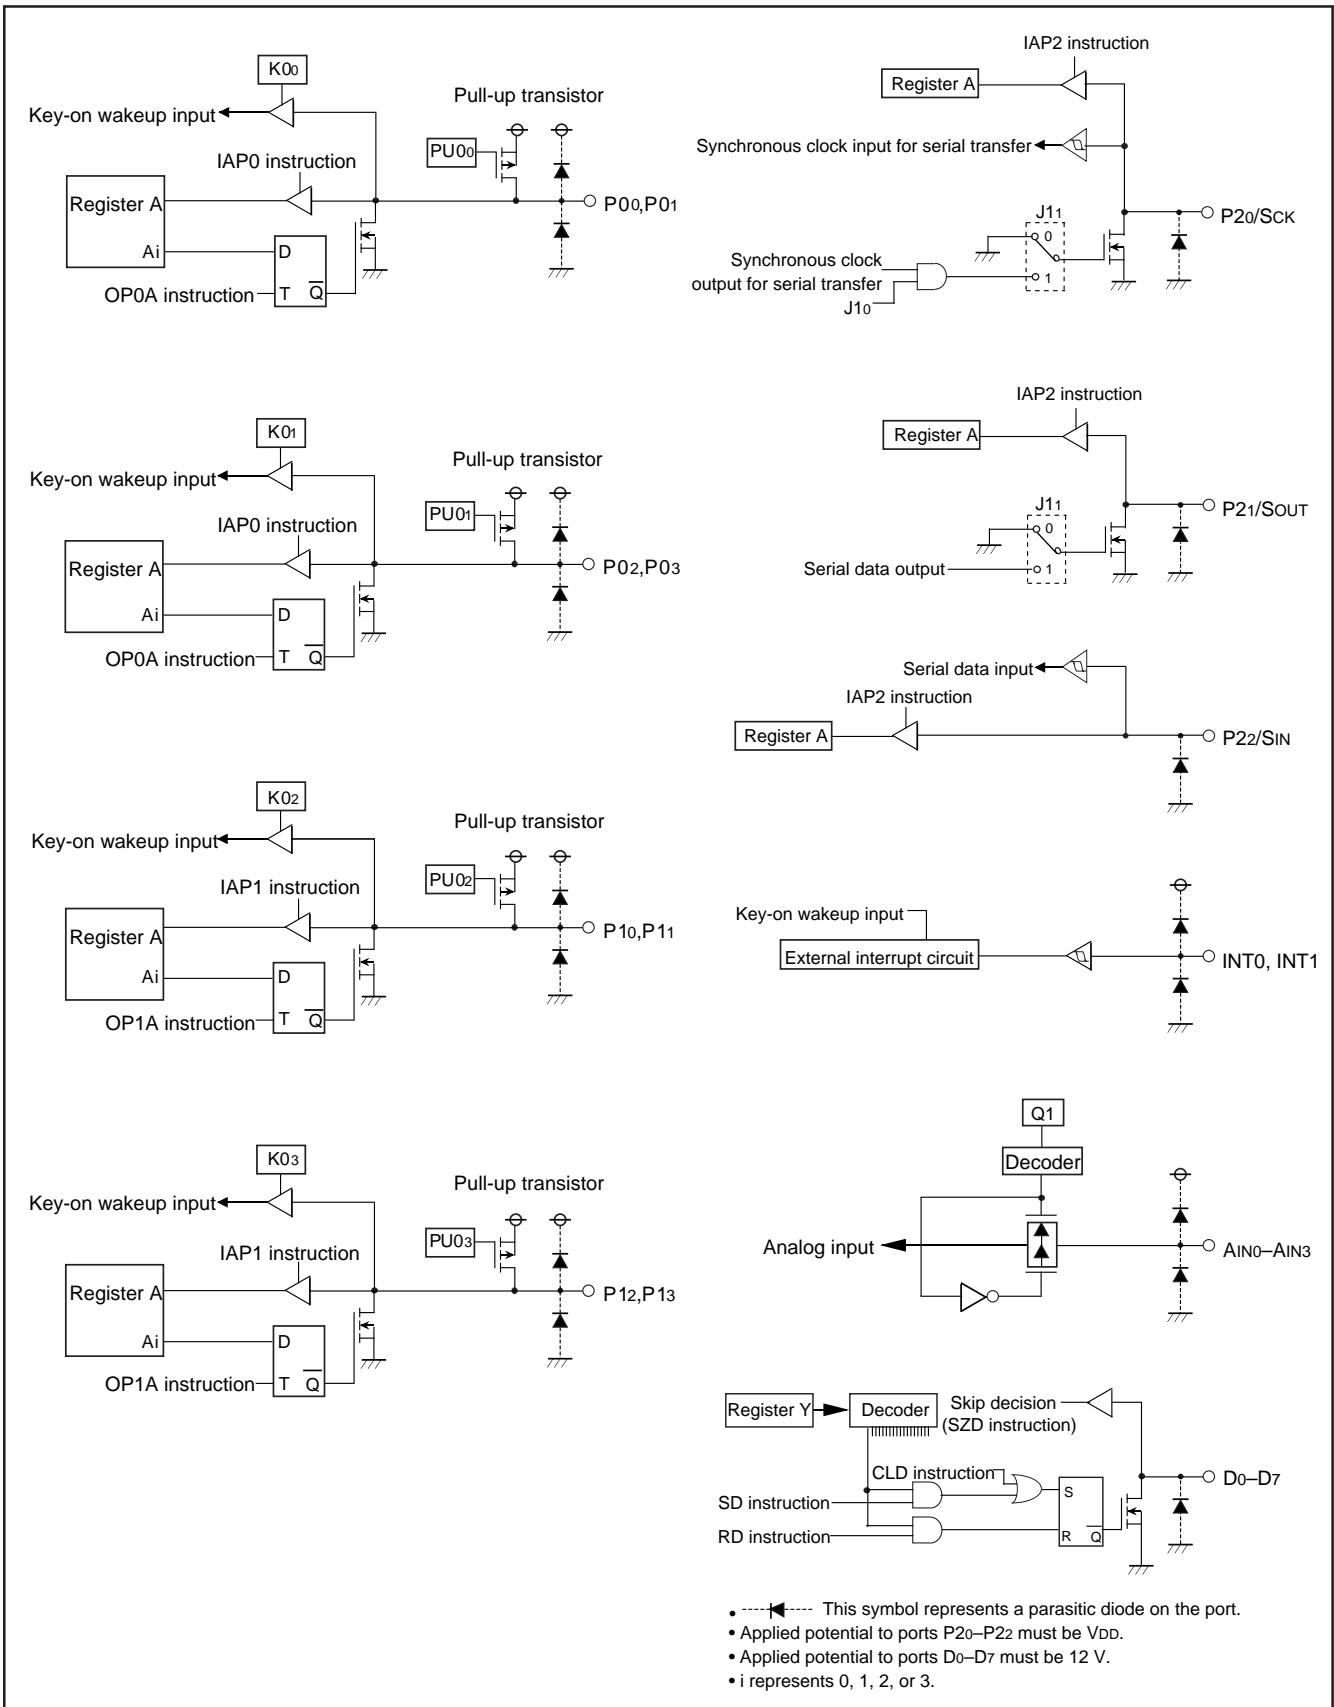 K00
Key-on wakeup input
Pull-up transistor
PU00
IAP0 instruction
Register A
Ai
D
T Q
OP0A instruction
P00,P01
K01
Key-on wakeup input
Pull-up transistor
PU01
IAP0 instruction
Register A
Ai
D
T Q
OP0A instruction
P02,P03
K02
Key-on wakeup input
Pull-up transistor
PU02
IAP1 instruction
Register A
Ai
D
T Q
OP1A instruction
P10,P11
K03
Key-on wakeup input
Pull-up transistor
PU03
IAP1 instruction
Register A
Ai
D
T Q
OP1A instruction
P12,P13
IAP2 instruction
Register A
Synchronous clock input for serial transfer
J11
0
1
P20/SCK
Synchronous clock
output for serial transfer
J10
IAP2 instruction
Register A
J11
0
1
P21/SOUT
Serial data output
Serial data input
IAP2 instruction
Register A
P22/SIN
Key-on wakeup input
External interrupt circuit
INT0, INT1
Q1
Decoder
Analog input
AIN0–AIN3
Register Y
Decoder
Skip decision
(SZD instruction)
CLD instruction
SD instruction
RD instruction
S
R Q
D0–D7
• This symbol represents a parasitic diode on the port.
• Applied potential to ports P20–P22 must be VDD.
• Applied potential to ports D0–D7 must be 12 V.
• i represents 0, 1, 2, or 3.